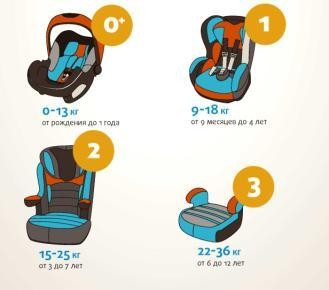 0+
1
0-13 кг
от рождения до 1 года
9-18 кг
от 9 месяцев до 4 лет
2
3
15-25 кг
от 3 до 7 лет
22-36 кг
от 6 до 12 лет